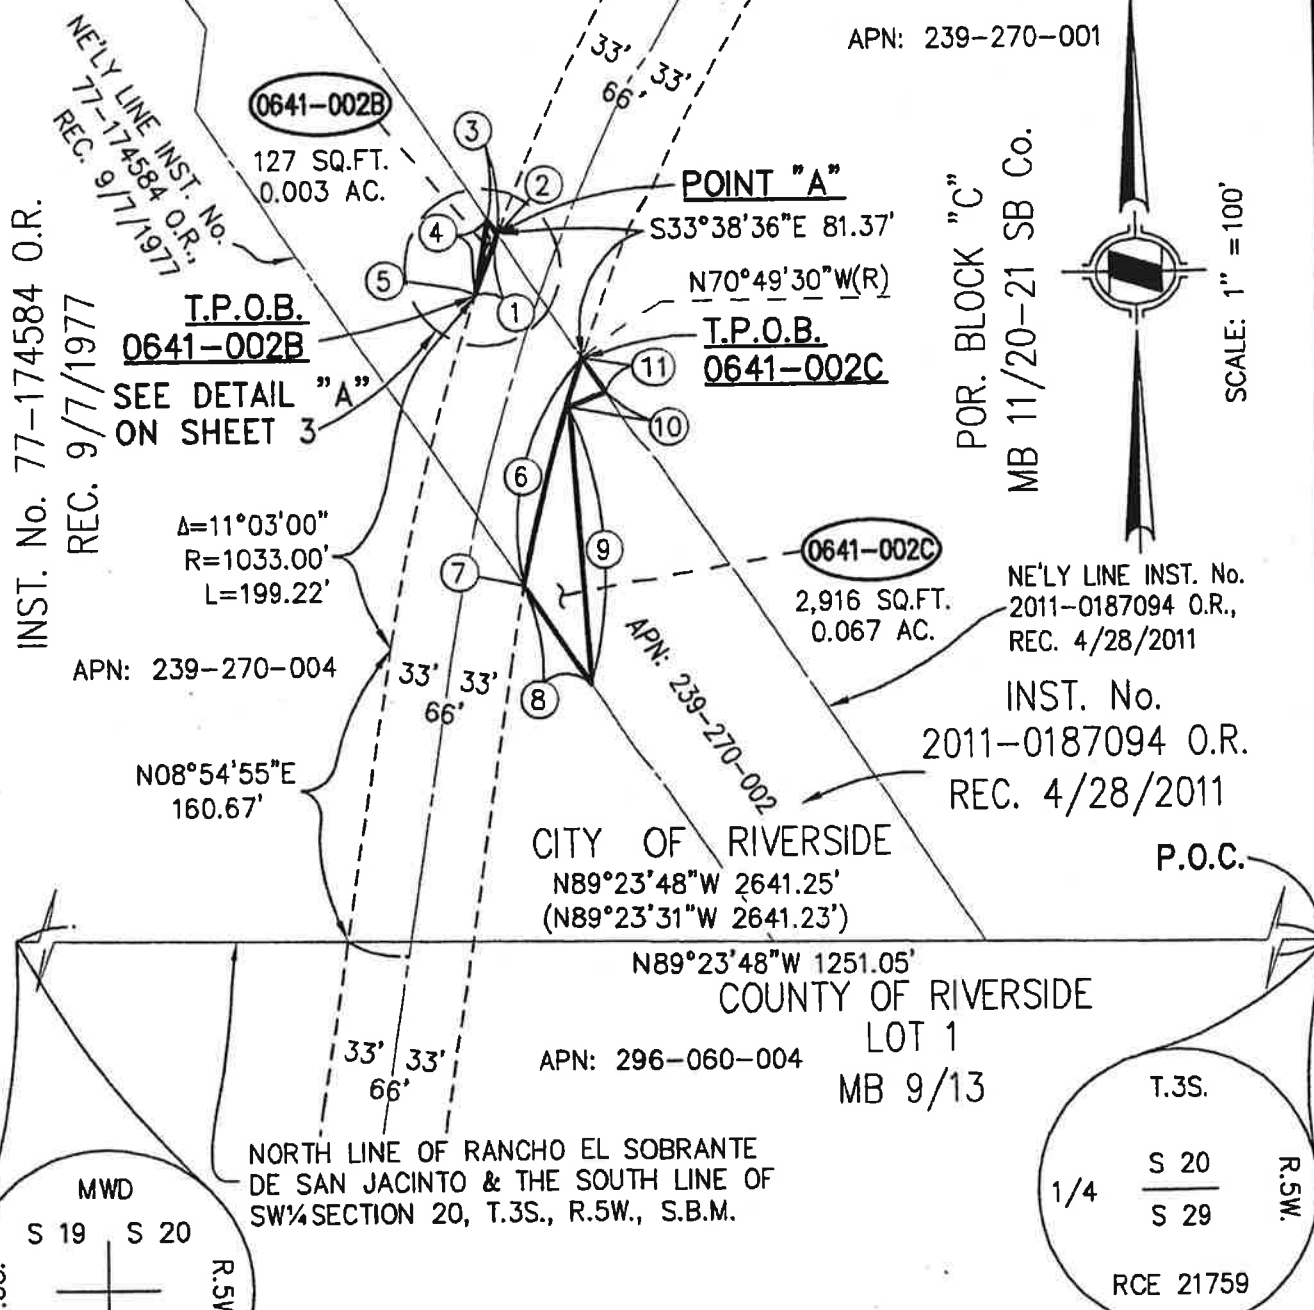 APN: 239-270-001
33' 33'
66'
NE'LY LINE INST. No.
77-174584 O.R.,
REC. 9/7/1977
0641-002B
127 SQ.FT.
0.003 AC.
3
2
4
5
1
POINT "A"
S33°38'36"E 81.37'
N70°49'30"W(R)
T.P.O.B.
0641-002C
11
10
POR. BLOCK "C"
MB 11/20-21 SB Co.
SCALE: 1" =100'
INST. No. 77-174584 O.R.
REC. 9/7/1977
T.P.O.B.
0641-002B
SEE DETAIL "A"
ON SHEET 3
6
Δ=11°03'00"
R=1033.00'
L=199.22'
7
9
8
0641-002C
2,916 SQ.FT.
0.067 AC.
NE'LY LINE INST. No.
2011-0187094 O.R.,
REC. 4/28/2011
APN: 239-270-004
33' 33'
66'
APN: 239-270-002
INST. No.
2011-0187094 O.R.
REC. 4/28/2011
N08°54'55"E
160.67'
P.O.C.
CITY OF RIVERSIDE
N89°23'48"W 2641.25'
(N89°23'31"W 2641.23')
N89°23'48"W 1251.05'
COUNTY OF RIVERSIDE
LOT 1
MB 9/13
33' 33'
66'
APN: 296-060-004
NORTH LINE OF RANCHO EL SOBRANTE
DE SAN JACINTO & THE SOUTH LINE OF
SW¼ SECTION 20, T.3S., R.5W., S.B.M.
MWD
S 19 S 20
T.3S.
1/4
S 20
S 29
R.5W.
RCE 21759